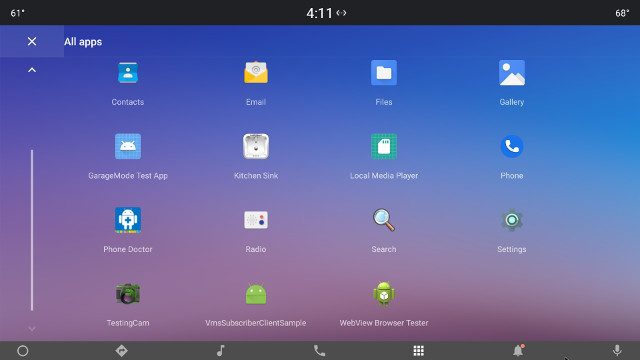 61°
4:11
68°
All apps
Contacts
Email
Files
Gallery
GarageMode Test App
Kitchen Sink
Local Media Player
Phone
Phone Doctor
Radio
Search
Settings
TestingCam
VmsSubscriberClientSample
WebView Browser Tester